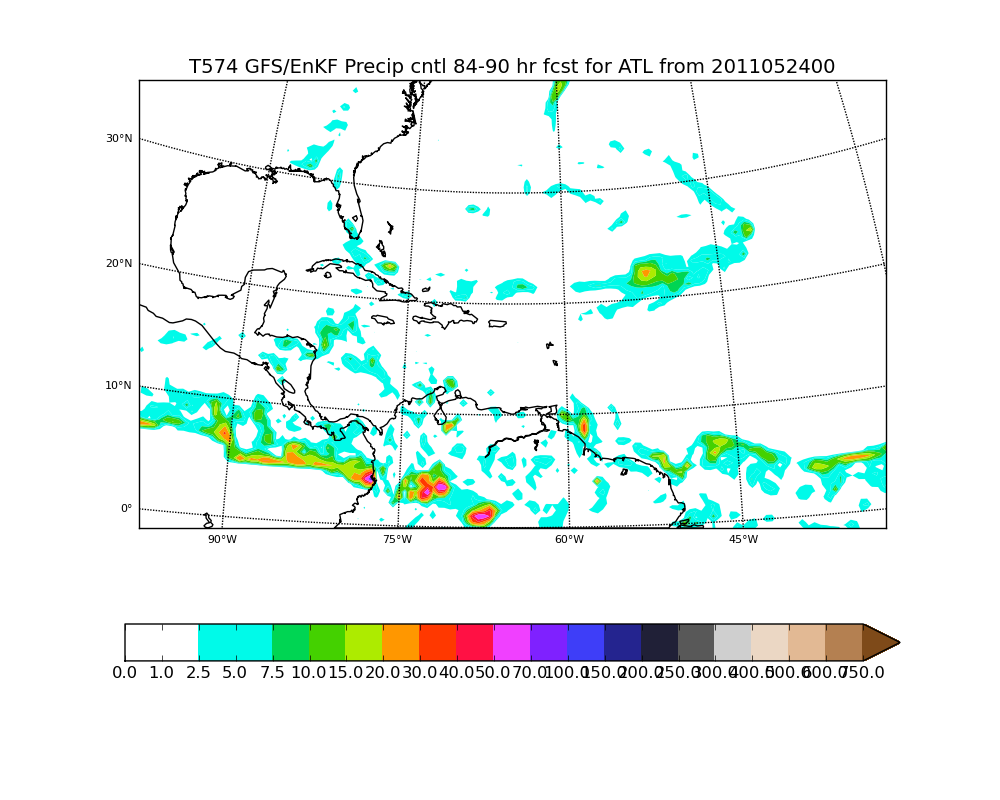 T574 GFS/EnKF Precip cntl 84-90 hr fcst for ATL from 2011052400
30°N
20°N
10°N
0°
90°W 75°W 60°W 45°W
0.0 1.0 2.5 5.0 7.5 10.0 15.0 20.0 30.0 40.0 50.0 70.0 100.0 150.0 200.0 250.0 300.0 400.0 500.0 600.0 750.0